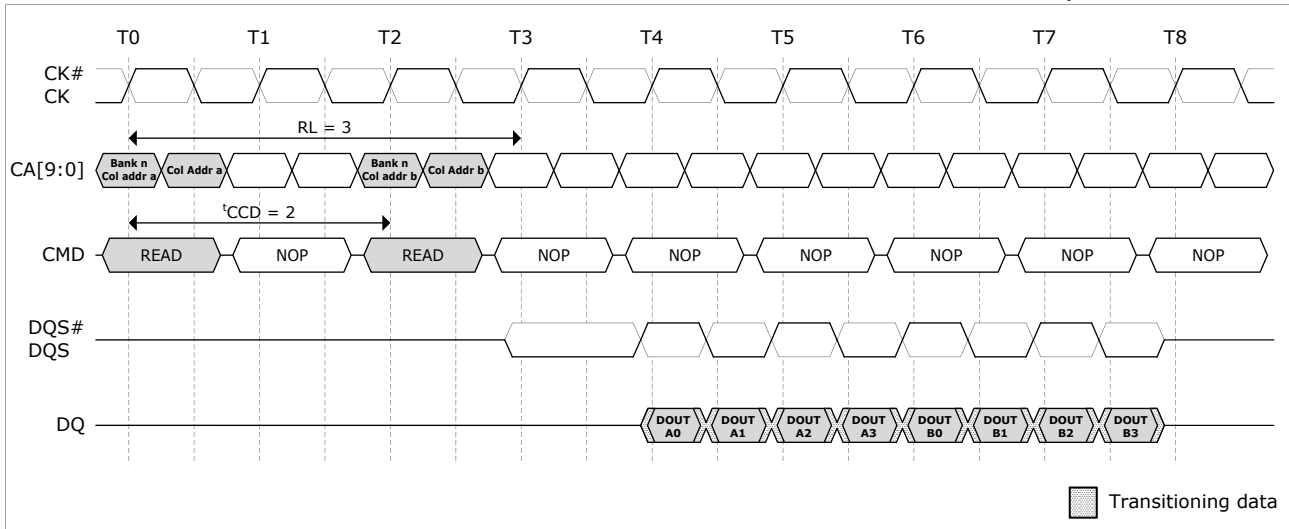 T0 T1 T2 T3 T4 T5 T6 T7 T8
CK#
CK
RL = 3
CA[9:0]
Bank n
Col addr a
Col Addr a
Bank n
Col addr b
Col Addr b
tCCD = 2
CMD READ NOP READ NOP NOP NOP NOP NOP NOP
DQS#
DQS
DQ
DOUT
A0
DOUT
A1
DOUT
A2
DOUT
A3
DOUT
B0
DOUT
B1
DOUT
B2
DOUT
B3
Transitioning data